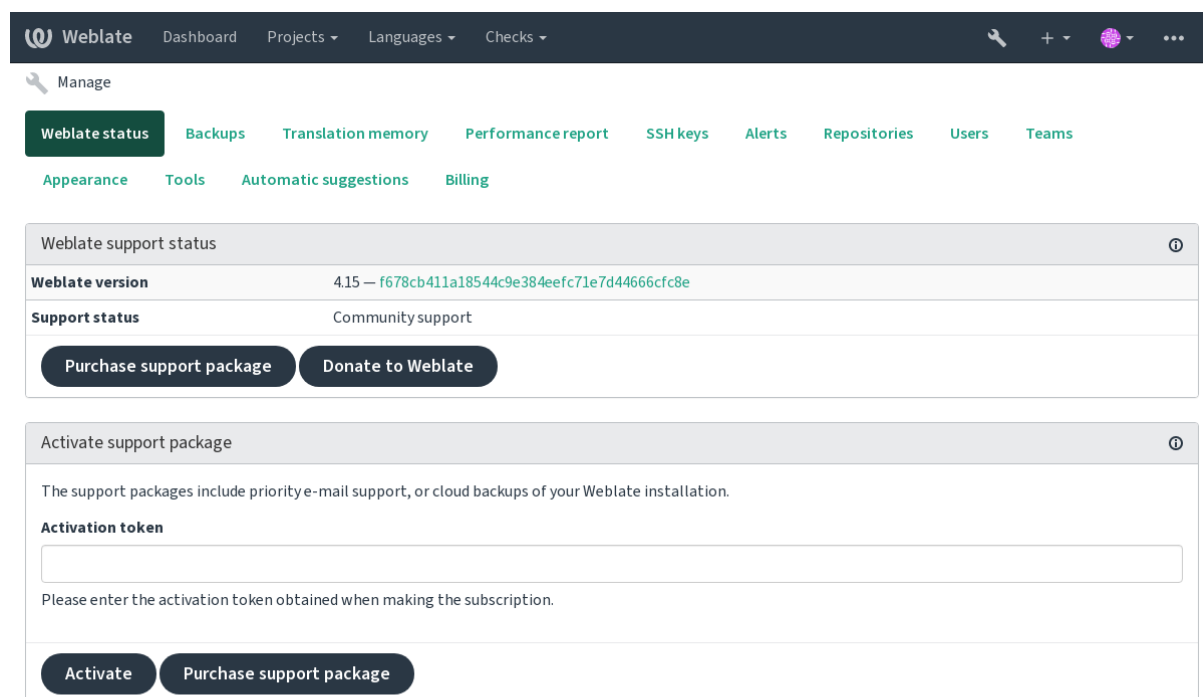 Weblate Dashboard Projects Languages Checks
Manage
Weblate status Backups Translation memory Performance report SSH keys Alerts Repositories Users Teams
Appearance Tools Automatic suggestions Billing
Weblate support status
Weblate version 4.15 — f678cb411a18544c9e384eefc71e7d44666cfc8e
Support status Community support
Purchase support package Donate to Weblate
Activate support package
The support packages include priority e-mail support, or cloud backups of your Weblate installation.
Activation token
Please enter the activation token obtained when making the subscription.
Activate Purchase support package